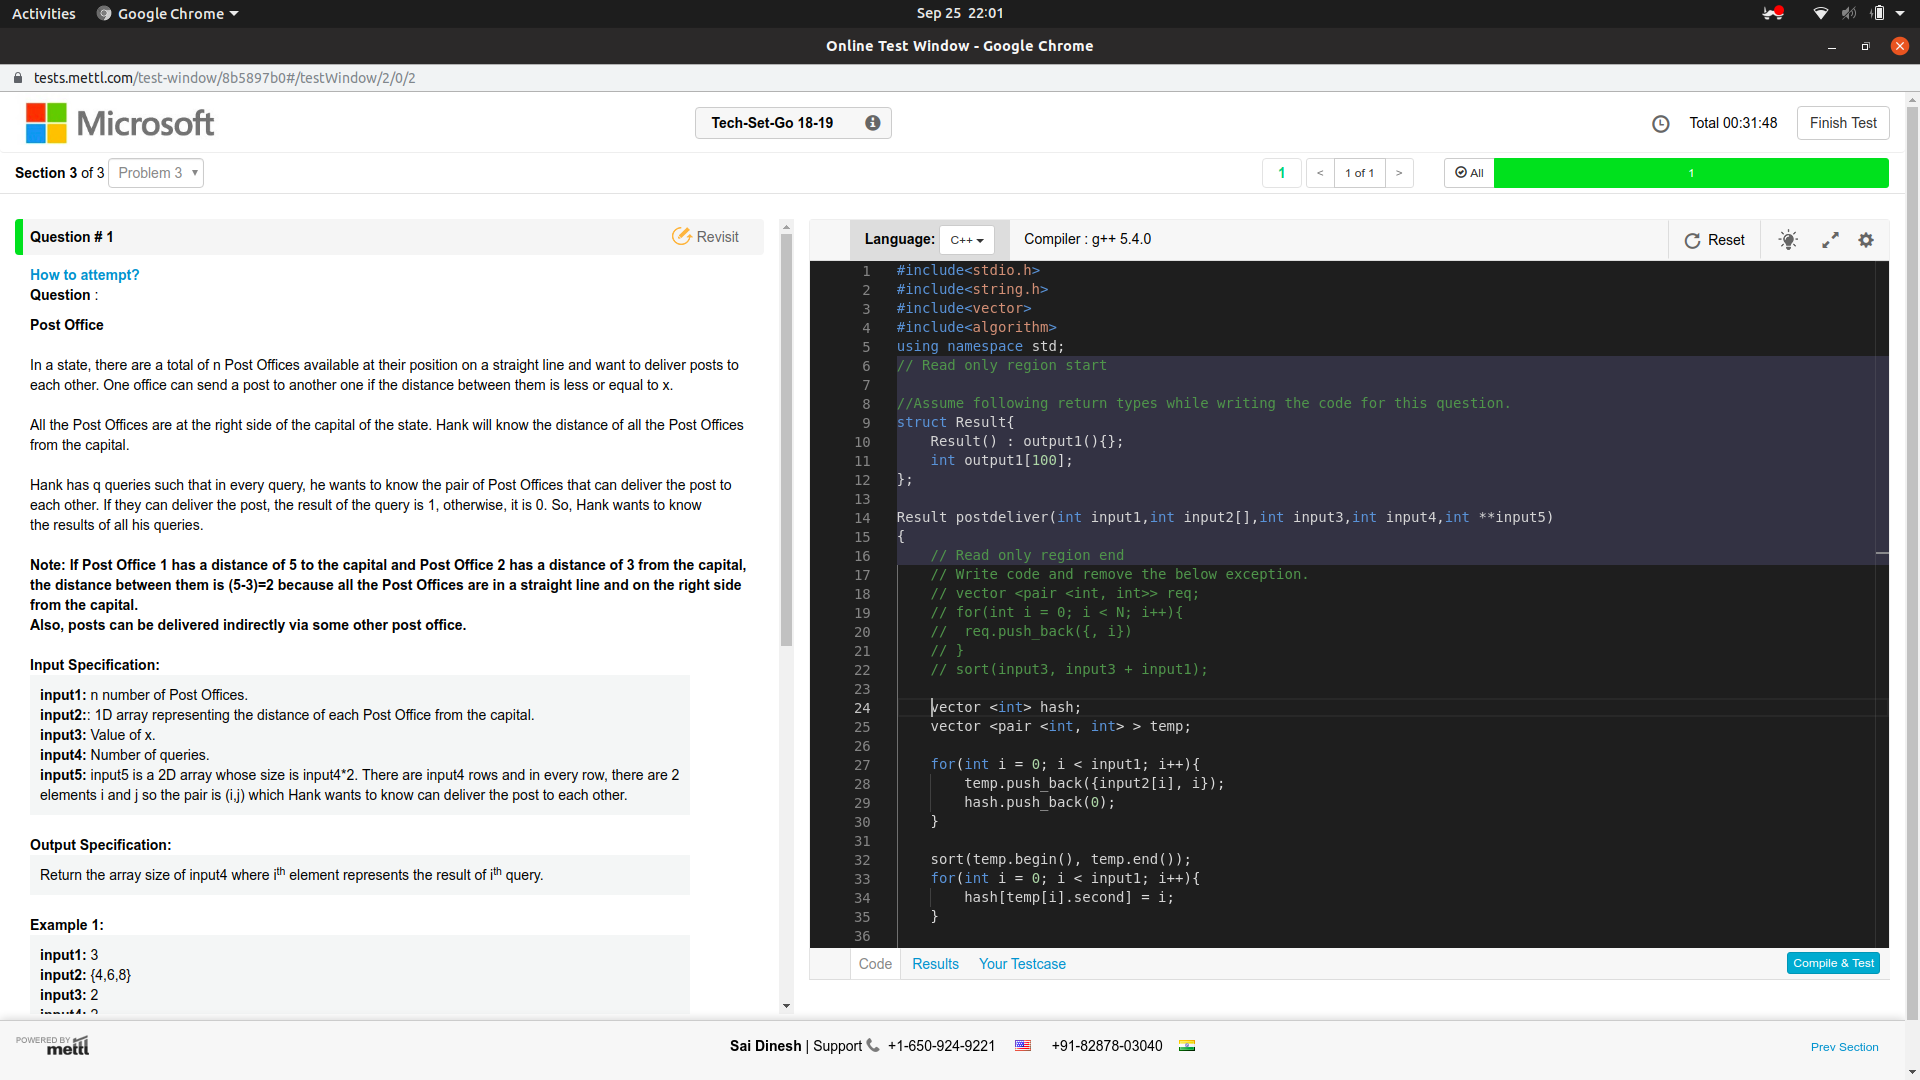 Activities Google Chrome Sep 25 22:01
Online Test Window - Google Chrome
tests.mettl.com/test-window/8b5897b0#/testWindow/2/0/2
Microsoft Tech-Set-Go 18-19 Total 00:31:48 Finish Test
Section 3 of 3 Problem 3 1 < 1 of 1 > All 1
Question # 1 Revisit
How to attempt?
Question :
Post Office
In a state, there are a total of n Post Offices available at their position on a straight line and want to deliver posts to
each other. One office can send a post to another one if the distance between them is less or equal to x.
All the Post Offices are at the right side of the capital of the state. Hank will know the distance of all the Post Offices
from the capital.
Hank has q queries such that in every query, he wants to know the pair of Post Offices that can deliver the post to
each other. If they can deliver the post, the result of the query is 1, otherwise, it is 0. So, Hank wants to know
the results of all his queries.
Note: If Post Office 1 has a distance of 5 to the capital and Post Office 2 has a distance of 3 from the capital,
the distance between them is (5-3)=2 because all the Post Offices are in a straight line and on the right side
from the capital.
Also, posts can be delivered indirectly via some other post office.
Input Specification:
input1: n number of Post Offices.
input2:: 1D array representing the distance of each Post Office from the capital.
input3: Value of x.
input4: Number of queries.
input5: input5 is a 2D array whose size is input4*2. There are input4 rows and in every row, there are 2
elements i and j so the pair is (i,j) which Hank wants to know can deliver the post to each other.
Output Specification:
Return the array size of input4 where ith element represents the result of ith query.
Example 1:
input1: 3
input2: {4,6,8}
input3: 2
Language: C++ Compiler : g++ 5.4.0 Reset
1 #include<stdio.h>
2 #include<string.h>
3 #include<vector>
4 #include<algorithm>
5 using namespace std;
6 // Read only region start
7
8 //Assume following return types while writing the code for this question.
9 struct Result{
10 Result() : output1(){};
11 int output1[100];
12 };
13
14 Result postdeliver(int input1,int input2[],int input3,int input4,int **input5)
15 {
16 // Read only region end
17 // Write code and remove the below exception.
18 // vector <pair <int, int>> req;
19 // for(int i = 0; i < N; i++){
20 // req.push_back({, i})
21 // }
22 // sort(input3, input3 + input1);
23
24 vector <int> hash;
25 vector <pair <int, int> > temp;
26
27 for(int i = 0; i < input1; i++){
28 temp.push_back({input2[i], i});
29 hash.push_back(0);
30 }
31
32 sort(temp.begin(), temp.end());
33 for(int i = 0; i < input1; i++){
34 hash[temp[i].second] = i;
35 }
36
Code Results Your Testcase Compile & Test
POWERED BY
mettl Sai Dinesh | Support +1-650-924-9221 +91-82878-03040 Prev Section